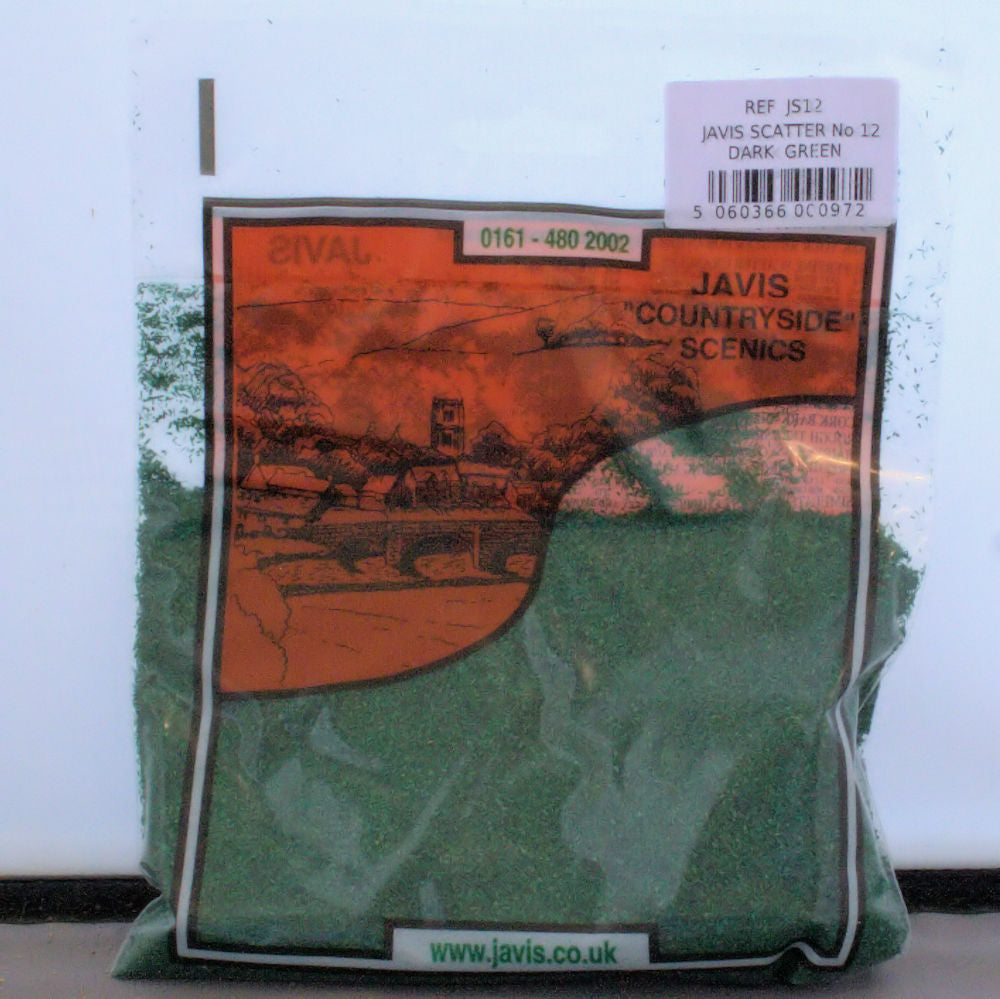 REF JS12
JAVIS SCATTER No 12
DARK GREEN
5 060366 000972
0161 - 480 2002
JAVIS
JAVIS
"COUNTRYSIDE"
SCENICS
www.javis.co.uk